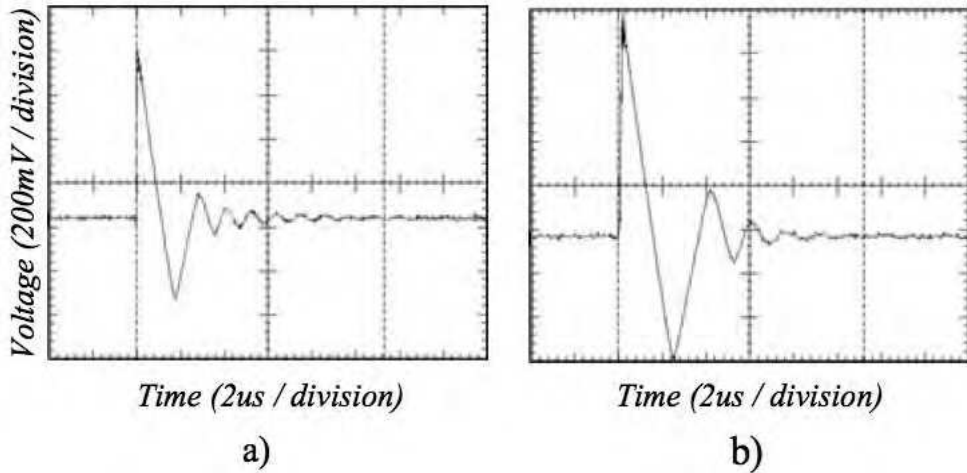 Voltage (200mV / division)
Time (2us / division)
Time (2us / division)
a)
b)